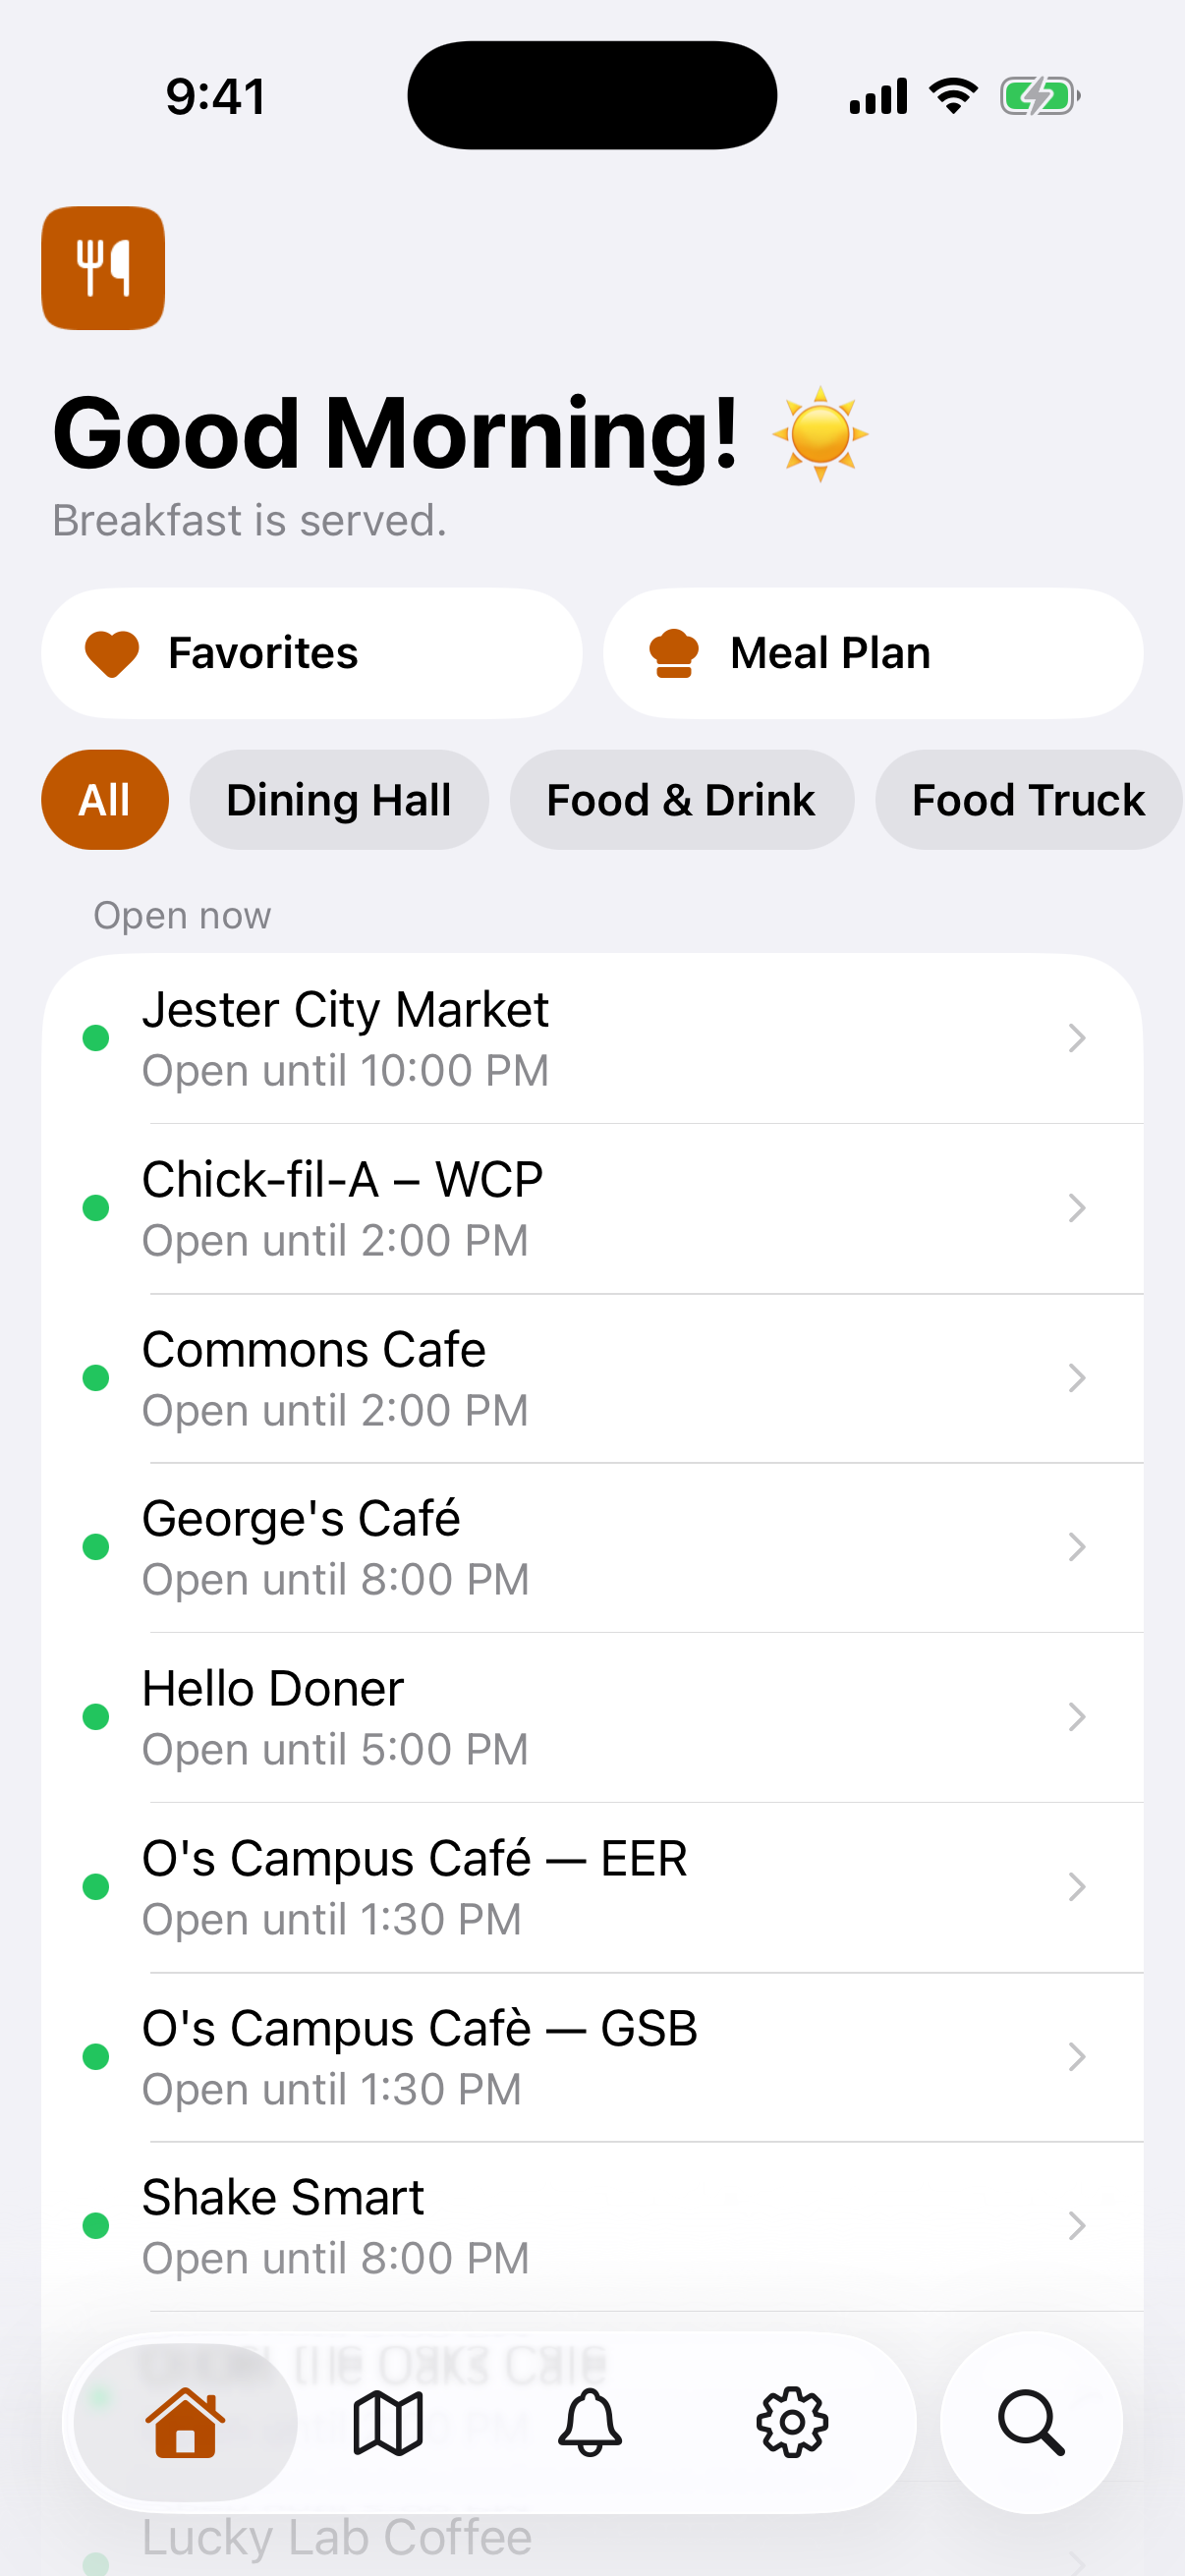 9:41
Good Morning! ☀️
Breakfast is served.
Favorites
Meal Plan
All
Dining Hall
Food & Drink
Food Truck
Open now
Jester City Market
Open until 10:00 PM
Chick-fil-A – WCP
Open until 2:00 PM
Commons Cafe
Open until 2:00 PM
George's Café
Open until 8:00 PM
Hello Doner
Open until 5:00 PM
O's Campus Café — EER
Open until 1:30 PM
O's Campus Cafè — GSB
Open until 1:30 PM
Shake Smart
Open until 8:00 PM
Lucky Lab Coffee